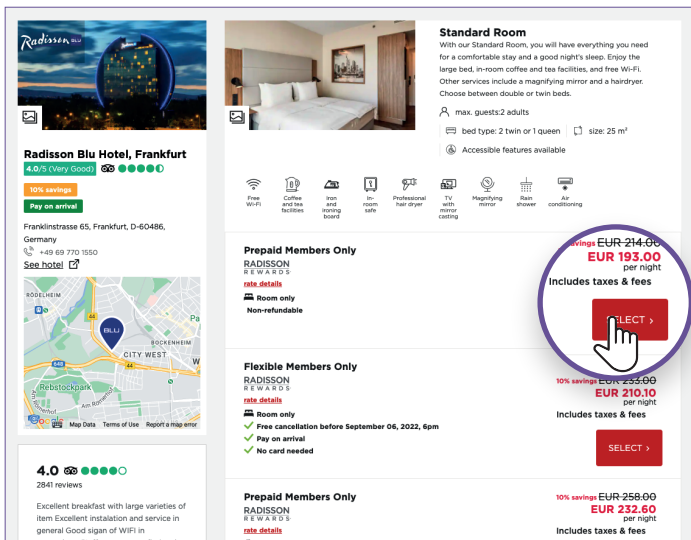 Radisson BLU
Radisson Blu Hotel, Frankfurt
4.0/5 (Very Good)
10% savings
Pay on arrival
Franklinstrasse 65, Frankfurt, D-60486,
Germany
+49 69 770 1550
See hotel
RÖDELHEIM
44
Pa
BLU
BOCKENHEIM
CITY WEST
W
648
44
Rebstockpark
Am Römerhof
Am Römerhof
Google
Map Data Terms of Use Report a map error
4.0
2841 reviews
Excellent breakfast with large varieties of
item Excellent instalation and service in
general Good sigan of WIFI in
Standard Room
With our Standard Room, you will have everything you need
for a comfortable stay and a good night's sleep. Enjoy the
large bed, in-room coffee and tea facilities, and free Wi-Fi.
Other services include a magnifying mirror and a hairdryer.
Choose between double or twin beds.
max. guests:2 adults
bed type: 2 twin or 1 queen size: 25 m²
Accessible features available
Free Wi-Fi
Coffee and tea facilities
Iron and ironing board
In-room safe
Professional hair dryer
TV with mirror casting
Magnifying mirror
Rain shower
Air conditioning
Prepaid Members Only
RADISSON
REWARDS
rate details
Room only
Non-refundable
savings EUR 214.00
EUR 193.00
per night
Includes taxes & fees
SELECT >
Flexible Members Only
RADISSON
REWARDS
rate details
Room only
Free cancellation before September 06, 2022, 6pm
Pay on arrival
No card needed
10% savings EUR 233.00
EUR 210.10
per night
Includes taxes & fees
SELECT >
Prepaid Members Only
RADISSON
REWARDS
rate details
10% savings EUR 258.00
EUR 232.60
per night
Includes taxes & fees